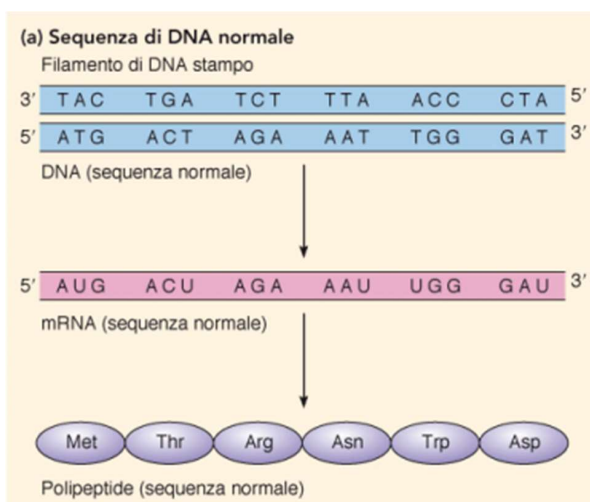 (a) Sequenza di DNA normale
Filamento di DNA stampo
3′ TAC TGA TCT TTA ACC CTA 5′
5′ ATG ACT AGA AAT TGG GAT 3′
DNA (sequenza normale)
5′ AUG ACU AGA AAU UGG GAU 3′
mRNA (sequenza normale)
Met Thr Arg Asn Trp Asp
Polipeptide (sequenza normale)